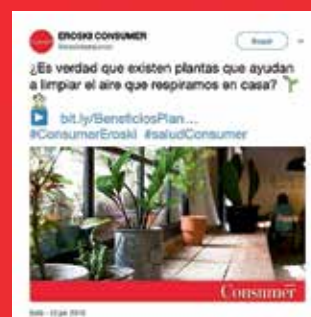 EROSKI CONSUMER
Seguir
¿Es verdad que existen plantas que ayudan
a limpiar el aire que respiramos en casa?
bit.ly/BeneficiosPlan...
#ConsumerEroski #saludConsumer
Consumer